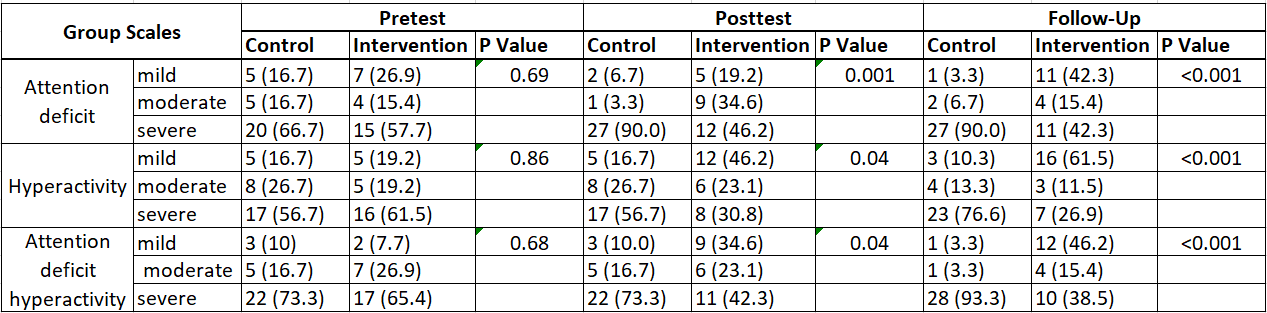 Group Scales Pretest Posttest Follow-Up
Control Intervention P Value Control Intervention P Value Control Intervention P Value
Attention deficit mild 5 (16.7) 7 (26.9) 0.69 2 (6.7) 5 (19.2) 0.001 1 (3.3) 11 (42.3) <0.001
moderate 5 (16.7) 4 (15.4) 1 (3.3) 9 (34.6) 2 (6.7) 4 (15.4)
severe 20 (66.7) 15 (57.7) 27 (90.0) 12 (46.2) 27 (90.0) 11 (42.3)
Hyperactivity mild 5 (16.7) 5 (19.2) 0.86 5 (16.7) 12 (46.2) 0.04 3 (10.3) 16 (61.5) <0.001
moderate 8 (26.7) 5 (19.2) 8 (26.7) 6 (23.1) 4 (13.3) 3 (11.5)
severe 17 (56.7) 16 (61.5) 17 (56.7) 8 (30.8) 23 (76.6) 7 (26.9)
Attention deficit hyperactivity mild 3 (10) 2 (7.7) 0.68 3 (10.0) 9 (34.6) 0.04 1 (3.3) 12 (46.2) <0.001
moderate 5 (16.7) 7 (26.9) 5 (16.7) 6 (23.1) 1 (3.3) 4 (15.4)
severe 22 (73.3) 17 (65.4) 22 (73.3) 11 (42.3) 28 (93.3) 10 (38.5)